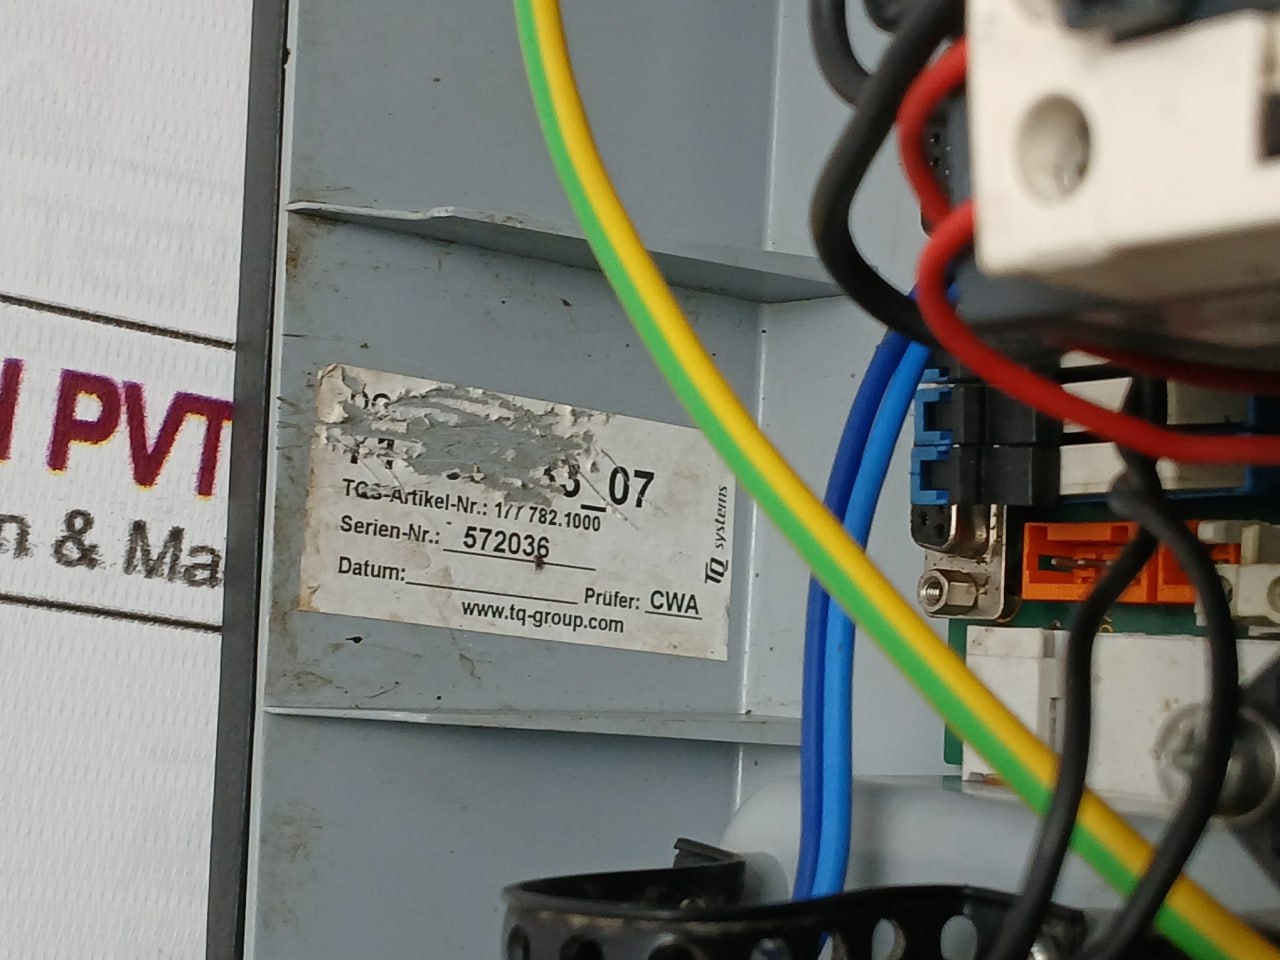 PVT
& Ma
_07
TQS-Artikel-Nr.: 177 782.1000
Serien-Nr.: 572036
Datum:
Prüfer: CWA
www.tq-group.com
TQ systems